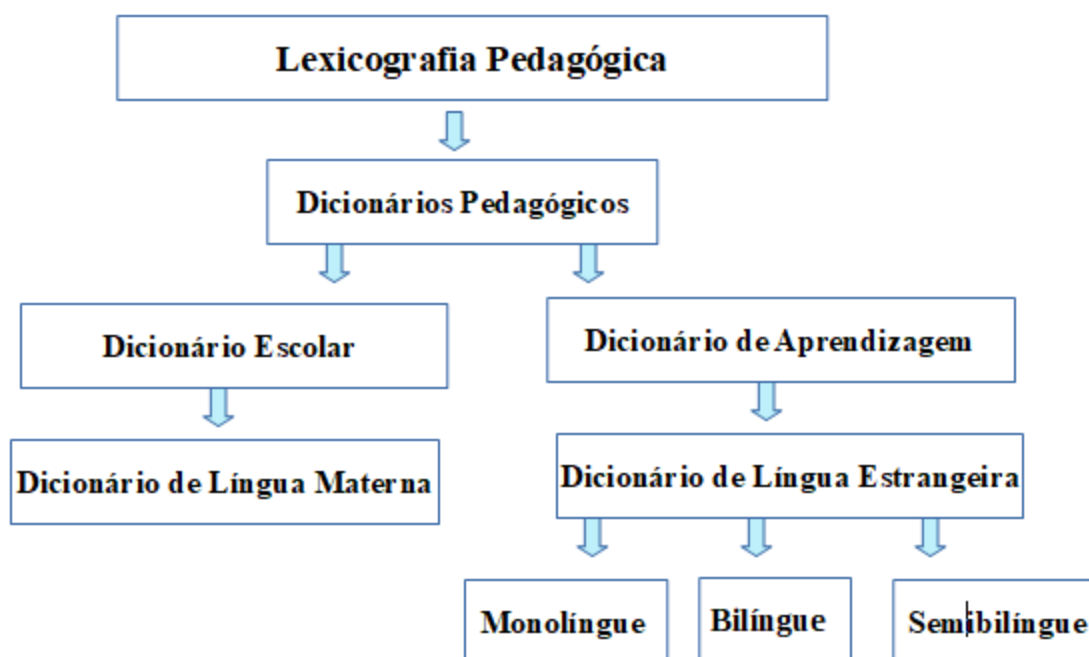 Lexicografia Pedagógica
Dicionários Pedagógicos
Dicionário Escolar
Dicionário de Aprendizagem
Dicionário de Língua Materna
Dicionário de Língua Estrangeira
Monolíngue
Bilíngue
Semibilíngue